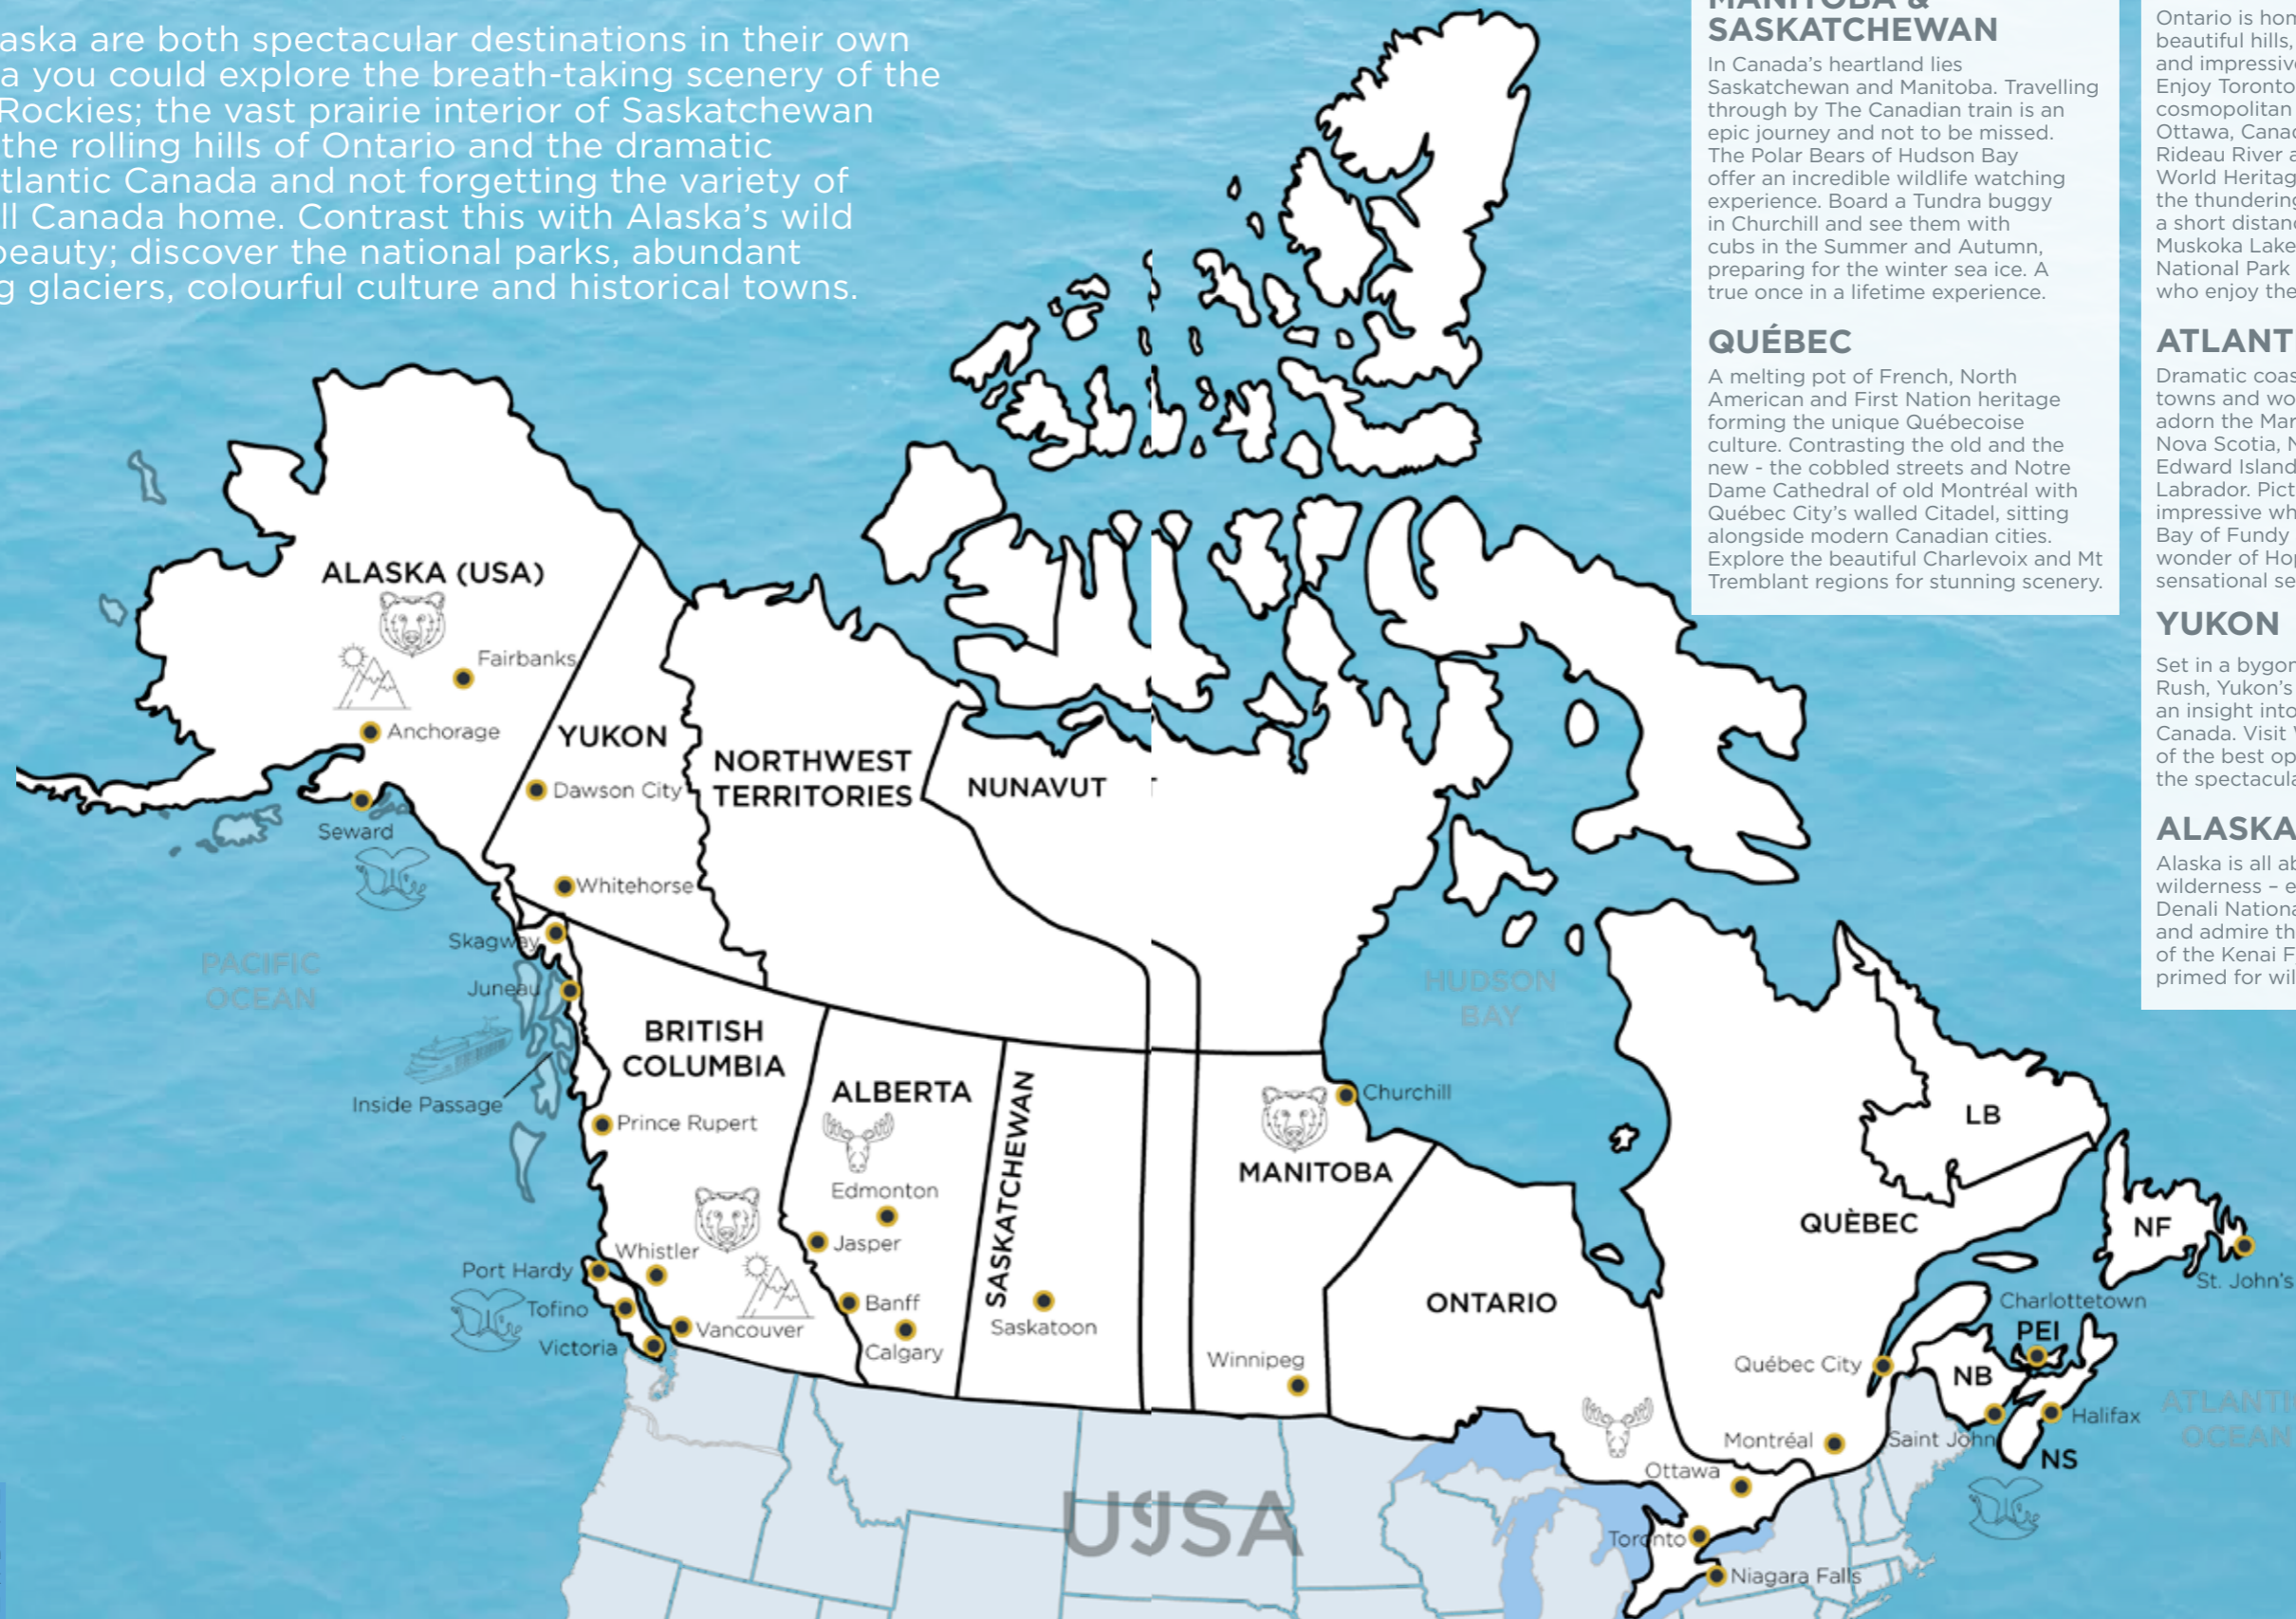 aska are both spectacular destinations in their own
a you could explore the breath-taking scenery of the
Rockies; the vast prairie interior of Saskatchewan
the rolling hills of Ontario and the dramatic
tlantic Canada and not forgetting the variety of
ll Canada home. Contrast this with Alaska's wild
beauty; discover the national parks, abundant
g glaciers, colourful culture and historical towns.
MANITOBA &
SASKATCHEWAN
In Canada's heartland lies
Saskatchewan and Manitoba. Travelling
through by The Canadian train is an
epic journey and not to be missed.
The Polar Bears of Hudson Bay
offer an incredible wildlife watching
experience. Board a Tundra buggy
in Churchill and see them with
cubs in the Summer and Autumn,
preparing for the winter sea ice. A
true once in a lifetime experience.
QUÉBEC
A melting pot of French, North
American and First Nation heritage
forming the unique Québecoise
culture. Contrasting the old and the
new - the cobbled streets and Notre
Dame Cathedral of old Montréal with
Québec City's walled Citadel, sitting
alongside modern Canadian cities.
Explore the beautiful Charlevoix and Mt
Tremblant regions for stunning scenery.
Ontario is hom
beautiful hills,
and impressive
Enjoy Toronto
cosmopolitan
Ottawa, Canad
Rideau River a
World Heritag
the thundering
a short distanc
Muskoka Lake
National Park
who enjoy the
ATLANT
Dramatic coas
towns and wo
adorn the Mar
Nova Scotia, N
Edward Island
Labrador. Pict
impressive wh
Bay of Fundy
wonder of Hop
sensational se
YUKON
Set in a bygon
Rush, Yukon's
an insight into
Canada. Visit W
of the best op
the spectacula
ALASKA
Alaska is all ab
wilderness – e
Denali Nationa
and admire th
of the Kenai F
primed for wil
ALASKA (USA)
Fairbanks
Anchorage
Seward
YUKON
Dawson City
Whitehorse
NORTHWEST
TERRITORIES
NUNAVUT
Skagway
Juneau
PACIFIC
OCEAN
Inside Passage
HUDSON
BAY
BRITISH
COLUMBIA
Prince Rupert
Whistler
Port Hardy
Tofino
Victoria
Vancouver
ALBERTA
Edmonton
Jasper
Banff
Calgary
SASKATCHEWAN
Saskatoon
Churchill
MANITOBA
Winnipeg
ONTARIO
Ottawa
Toronto
Niagara Falls
QUÈBEC
Québec City
Montréal
LB
NF
St. John's
Charlottetown
PEI
NB
Saint John
Halifax
NS
ATLANTIC
OCEAN
USA